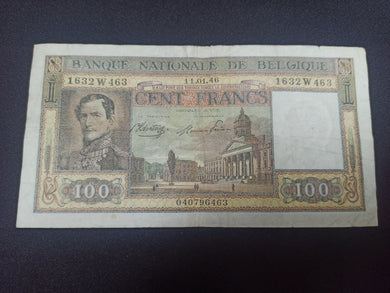 BANQUE NATIONALE DE BELGIQUE
1632 W 463 11.01.46 1632 W 463
CENT FRANCS
100 100
040796463